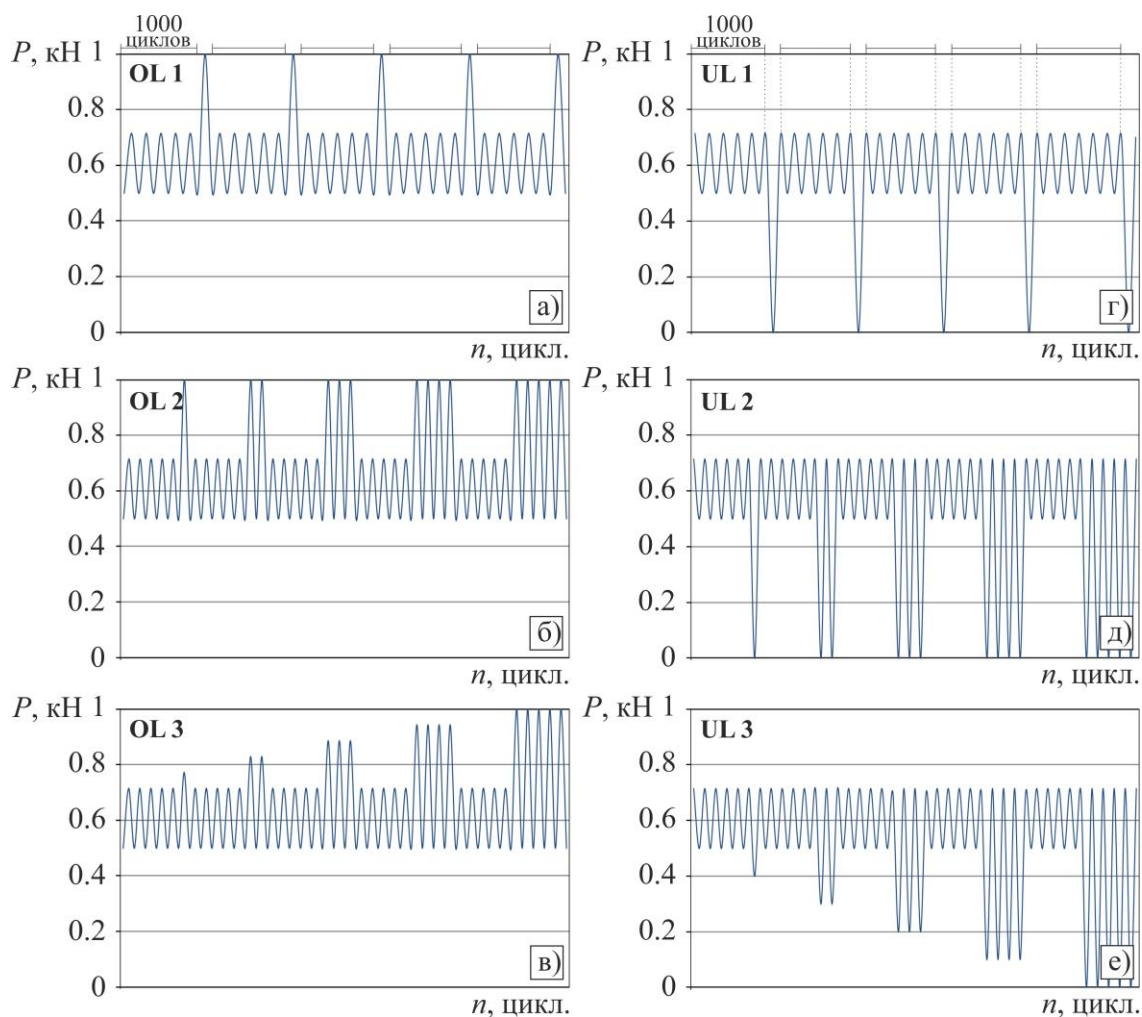 1000
циклов
P, кН 1
OL 1
0.8
0.6
0.4
0.2
0
а)
n, цикл.
1000
циклов
P, кН 1
UL 1
0.8
0.6
0.4
0.2
0
г)
n, цикл.
P, кН 1
OL 2
0.8
0.6
0.4
0.2
0
б)
n, цикл.
P, кН 1
UL 2
0.8
0.6
0.4
0.2
0
д)
n, цикл.
P, кН 1
OL 3
0.8
0.6
0.4
0.2
0
в)
n, цикл.
P, кН 1
UL 3
0.8
0.6
0.4
0.2
0
е)
n, цикл.